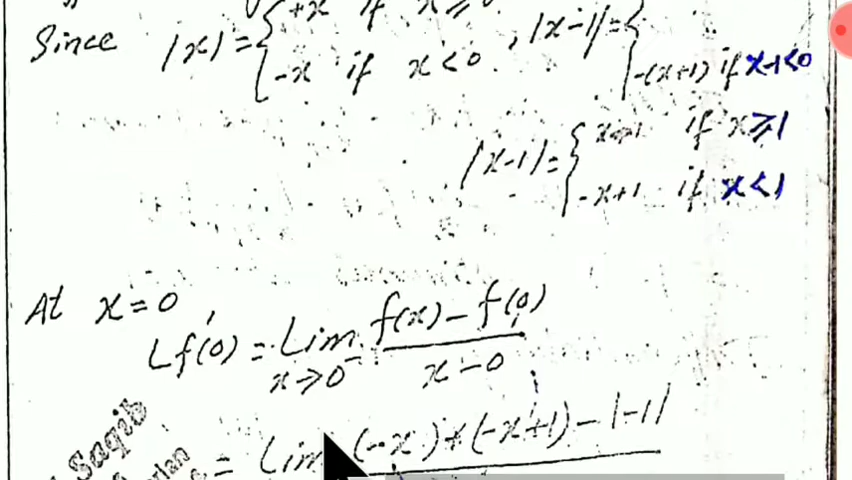 +x if x ≥ 0
Since |x| = { -x if x < 0 , |x-1| = { -(x+1) if x-1<0
|x-1| = { x-1 if x ≥ 1
-x+1 if x < 1
At x = 0,
Lf'(0) = Lim x→0⁻ f(x) - f(0) / x - 0
Saqib
= Lim (-x) + (-x+1) - |-1|